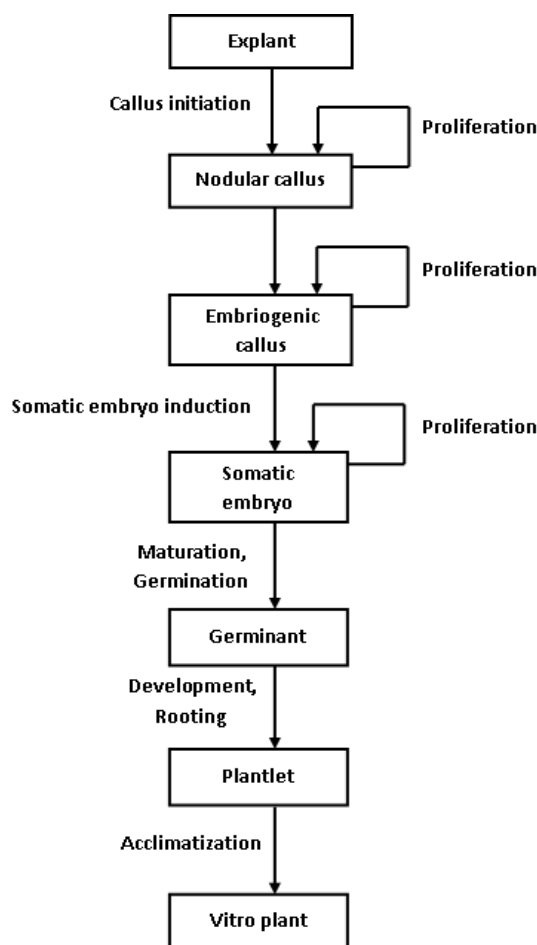 Explant
Callus initiation
Proliferation
Nodular callus
Proliferation
Embriogenic
callus
Somatic embryo induction
Proliferation
Somatic
embryo
Maturation,
Germination
Germinant
Development,
Rooting
Plantlet
Acclimatization
Vitro plant